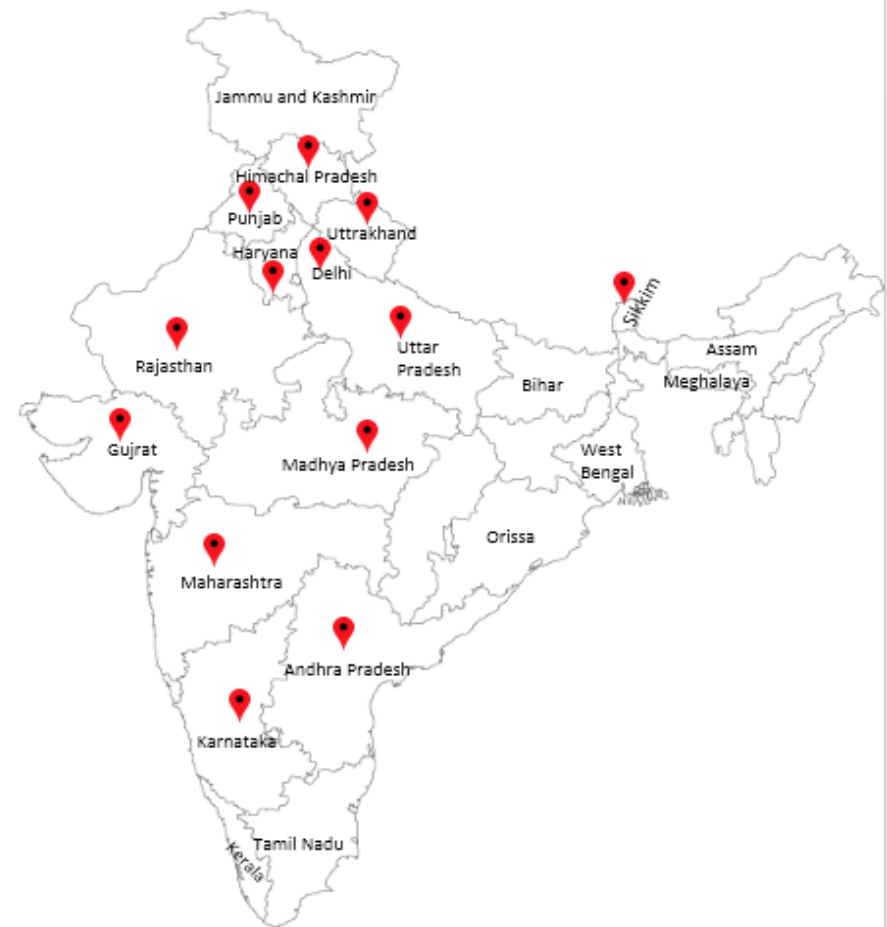 Jammu and Kashmir
Himachal Pradesh
Punjab
Uttrakhand
Haryana
Delhi
Sikkim
Uttar
Pradesh
Assam
Rajasthan
Bihar
Meghalaya
Gujrat
Madhya Pradesh
West
Bengal
Orissa
Maharashtra
Andhra Pradesh
Karnataka
Tamil Nadu
Kerala